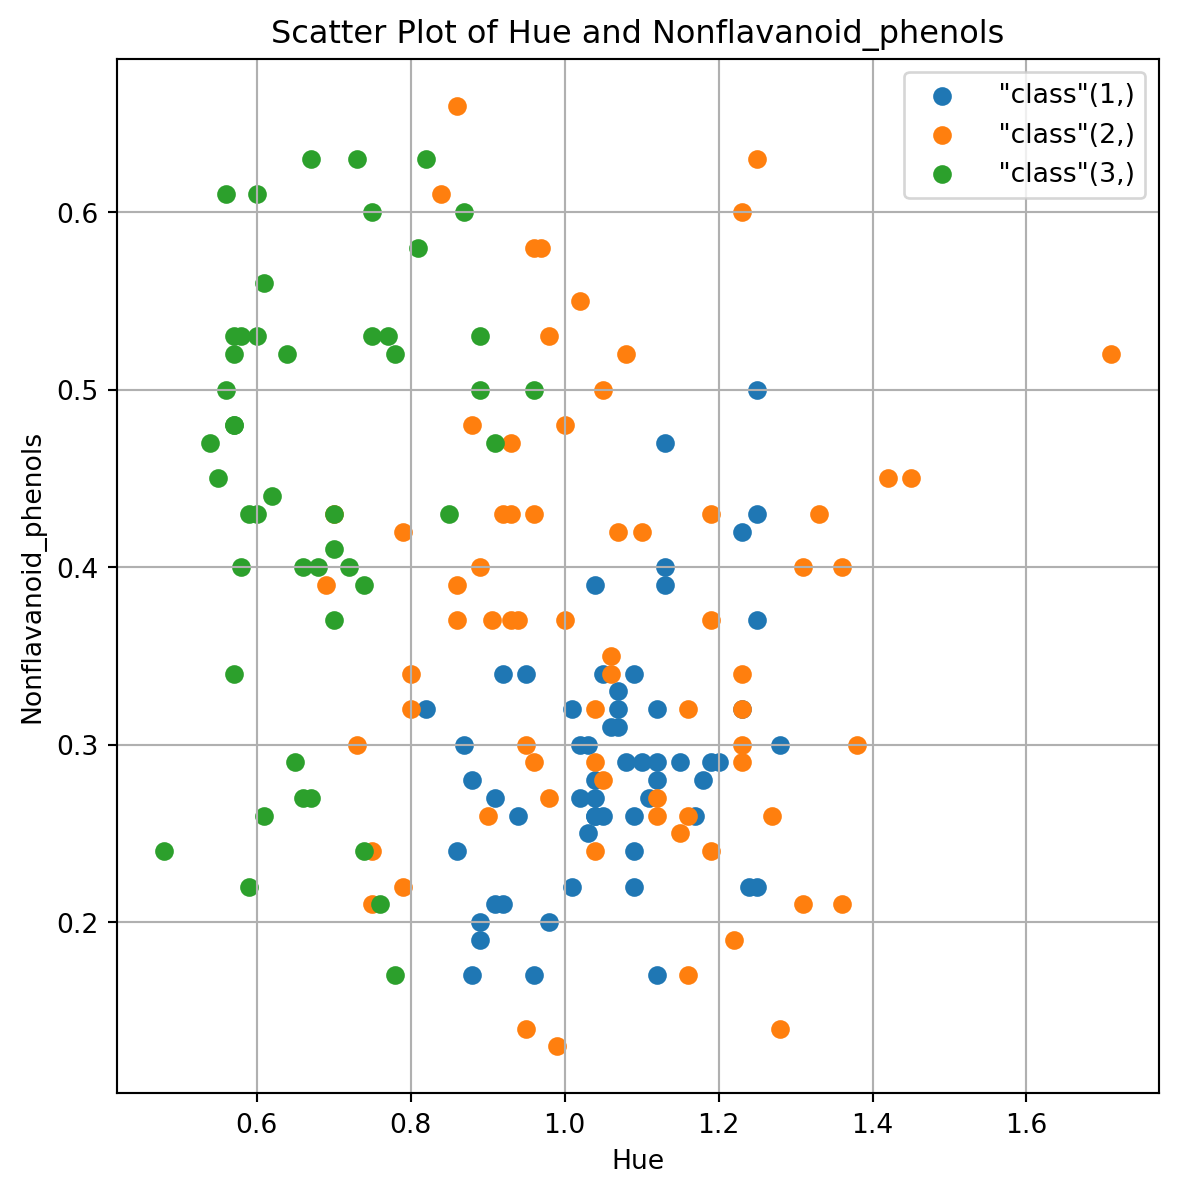 Scatter Plot of Hue and Nonflavanoid_phenols
"class"(1,)
"class"(2,)
"class"(3,)
Nonflavanoid_phenols
0.6
0.5
0.4
0.3
0.2
0.6 0.8 1.0 1.2 1.4 1.6
Hue